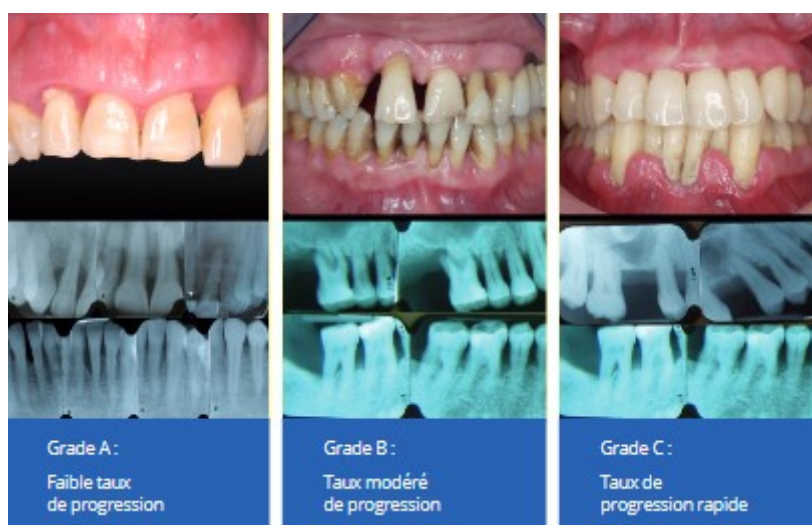 Grade A :
Faible taux
de progression
Grade B :
Taux modéré
de progression
Grade C :
Taux de
progression rapide